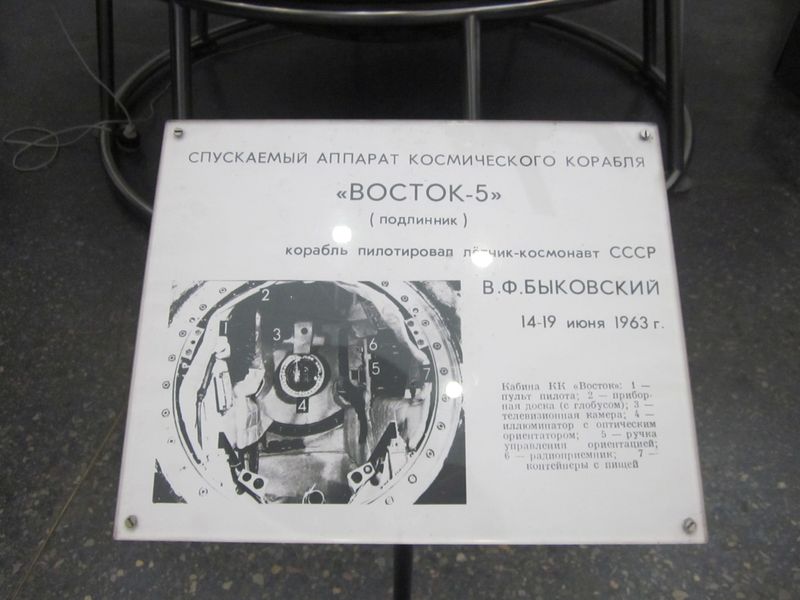 СПУСКАЕМЫЙ АППАРАТ КОСМИЧЕСКОГО КОРАБЛЯ
«ВОСТОК-5»
( подлинник )
корабль пилотировал лётчик-космонавт СССР
В.Ф.БЫКОВСКИЙ
14-19 июня 1963 г.
1
2
3
4
5
6
7
Кабина КК «Восток»: 1 —
пульт пилота; 2 — прибор-
ная доска (с глобусом); 3 —
телевизионная камера; 4 —
иллюминатор с оптическим
ориентатором; 5 — ручка
управления ориентацией;
6 — радиоприемник; 7 —
контейнеры с пищей